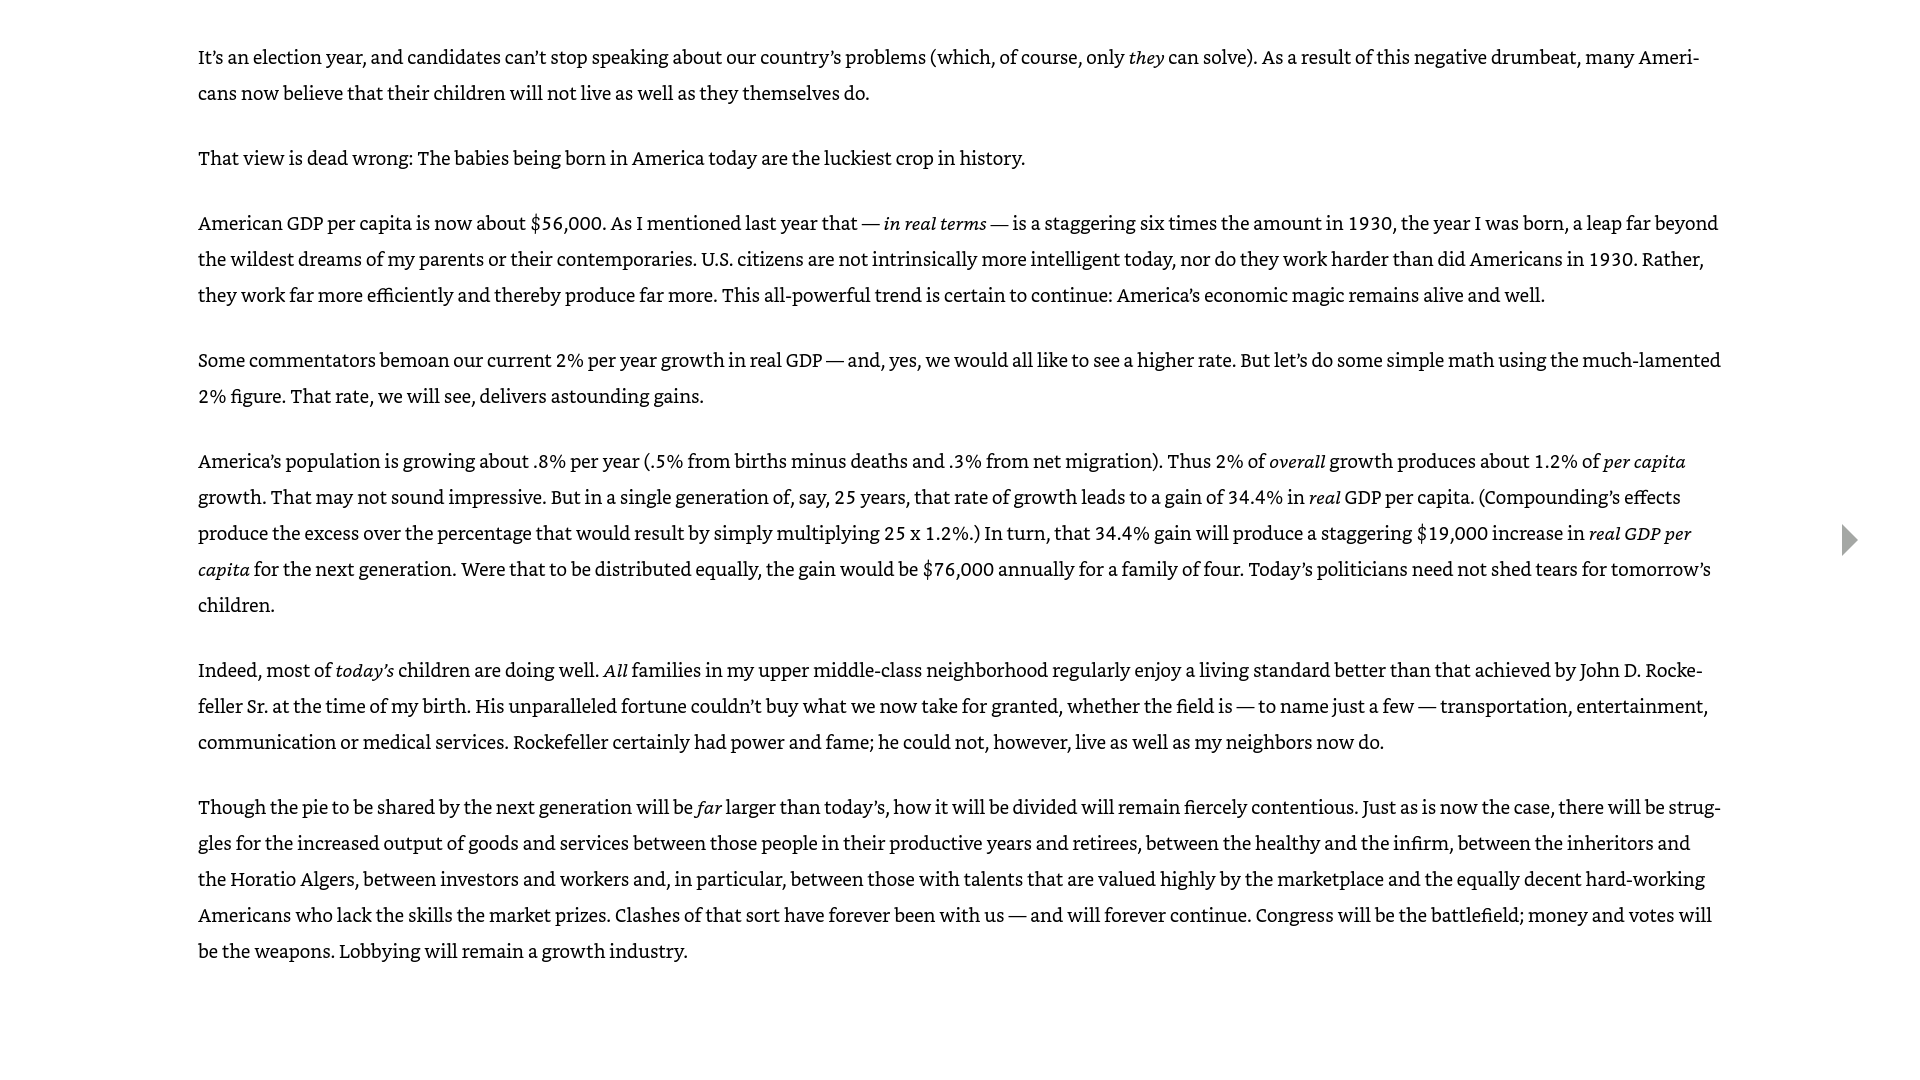 It’s an election year, and candidates can’t stop speaking about our country’s problems (which, of course, only they can solve). As a result of this negative drumbeat, many Ameri-
cans now believe that their children will not live as well as they themselves do.
That view is dead wrong: The babies being born in America today are the luckiest crop in history.
American GDP per capita is now about $56,000. As I mentioned last year that — in real terms — is a staggering six times the amount in 1930, the year I was born, a leap far beyond
the wildest dreams of my parents or their contemporaries. U.S. citizens are not intrinsically more intelligent today, nor do they work harder than did Americans in 1930. Rather,
they work far more efficiently and thereby produce far more. This all-powerful trend is certain to continue: America’s economic magic remains alive and well.
Some commentators bemoan our current 2% per year growth in real GDP — and, yes, we would all like to see a higher rate. But let’s do some simple math using the much-lamented
2% figure. That rate, we will see, delivers astounding gains.
America’s population is growing about .8% per year (.5% from births minus deaths and .3% from net migration). Thus 2% of overall growth produces about 1.2% of per capita
growth. That may not sound impressive. But in a single generation of, say, 25 years, that rate of growth leads to a gain of 34.4% in real GDP per capita. (Compounding’s effects
produce the excess over the percentage that would result by simply multiplying 25 x 1.2%.) In turn, that 34.4% gain will produce a staggering $19,000 increase in real GDP per
capita for the next generation. Were that to be distributed equally, the gain would be $76,000 annually for a family of four. Today’s politicians need not shed tears for tomorrow’s
children.
Indeed, most of today’s children are doing well. All families in my upper middle-class neighborhood regularly enjoy a living standard better than that achieved by John D. Rocke-
feller Sr. at the time of my birth. His unparalleled fortune couldn’t buy what we now take for granted, whether the field is — to name just a few — transportation, entertainment,
communication or medical services. Rockefeller certainly had power and fame; he could not, however, live as well as my neighbors now do.
Though the pie to be shared by the next generation will be far larger than today’s, how it will be divided will remain fiercely contentious. Just as is now the case, there will be strug-
gles for the increased output of goods and services between those people in their productive years and retirees, between the healthy and the infirm, between the inheritors and
the Horatio Algers, between investors and workers and, in particular, between those with talents that are valued highly by the marketplace and the equally decent hard-working
Americans who lack the skills the market prizes. Clashes of that sort have forever been with us — and will forever continue. Congress will be the battlefield; money and votes will
be the weapons. Lobbying will remain a growth industry.